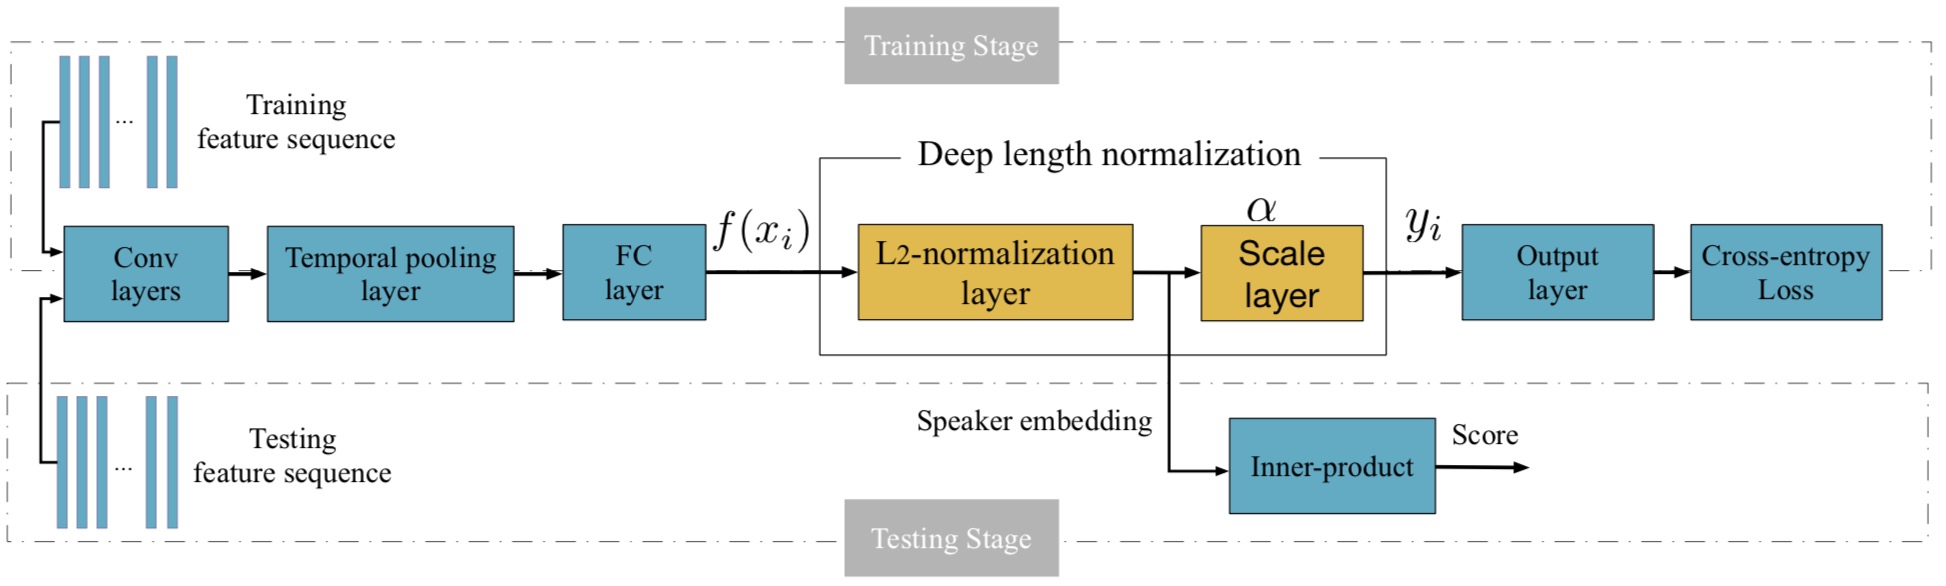 Training Stage
Training
feature sequence
...
Deep length normalization
Conv
layers
Temporal pooling
layer
FC
layer
f(x_i)
L2-normalization
layer
α
Scale
layer
y_i
Output
layer
Cross-entropy
Loss
Testing
feature sequence
...
Speaker embedding
Inner-product
Score
Testing Stage